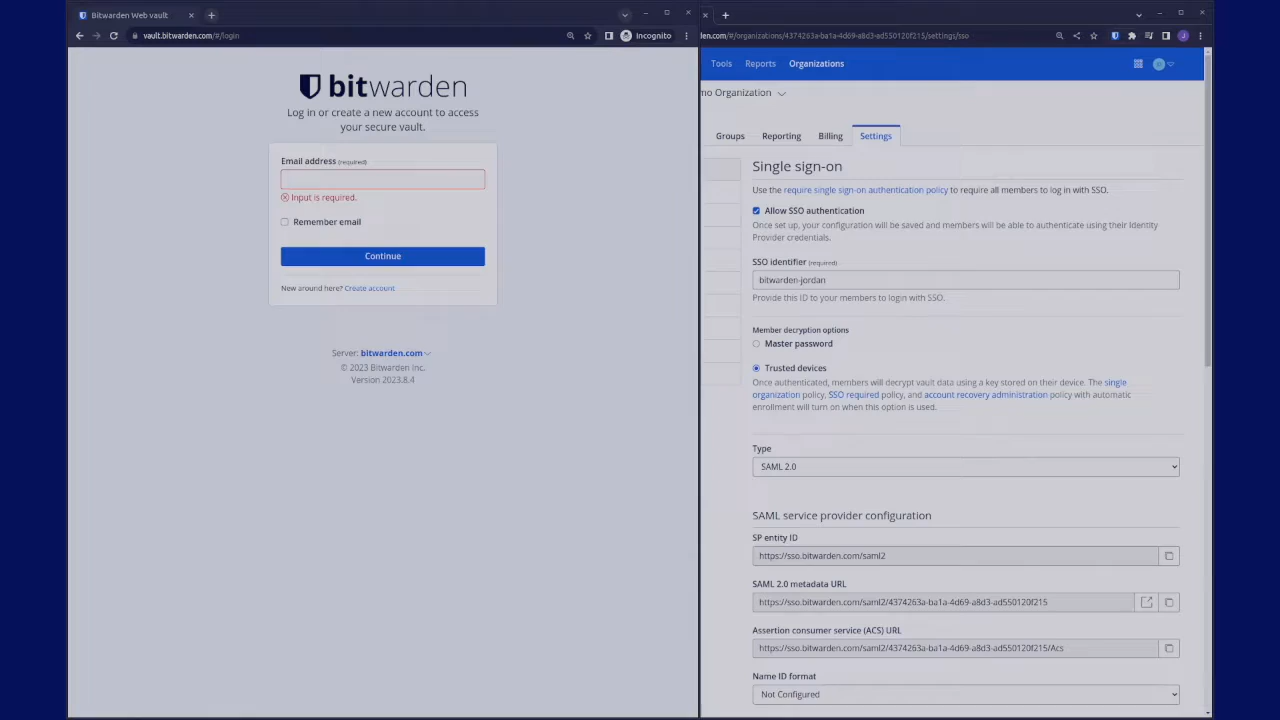 Bitwarden Web vault
vault.bitwarden.com/#/login
Incognito
bitwarden
Log in or create a new account to access
your secure vault.
Email address (required)
Input is required.
Remember email
Continue
New around here? Create account
Server: bitwarden.com
© 2023 Bitwarden Inc.
Version 2023.8.4
den.com/#/organizations/4374263a-ba1a-4d69-a8d3-ad550120f215/settings/sso
J
Tools
Reports
Organizations
mo Organization
Groups
Reporting
Billing
Settings
Single sign-on
Use the require single sign-on authentication policy to require all members to log in with SSO.
Allow SSO authentication
Once set up, your configuration will be saved and members will be able to authenticate using their Identity
Provider credentials.
SSO identifier (required)
bitwarden-jordan
Provide this ID to your members to login with SSO.
Member decryption options
Master password
Trusted devices
Once authenticated, members will decrypt vault data using a key stored on their device. The single
organization policy, SSO required policy, and account recovery administration policy with automatic
enrollment will turn on when this option is used.
Type
SAML 2.0
SAML service provider configuration
SP entity ID
https://sso.bitwarden.com/saml2
SAML 2.0 metadata URL
https://sso.bitwarden.com/saml2/4374263a-ba1a-4d69-a8d3-ad550120f215
Assertion consumer service (ACS) URL
https://sso.bitwarden.com/saml2/4374263a-ba1a-4d69-a8d3-ad550120f215/Acs
Name ID format
Not Configured